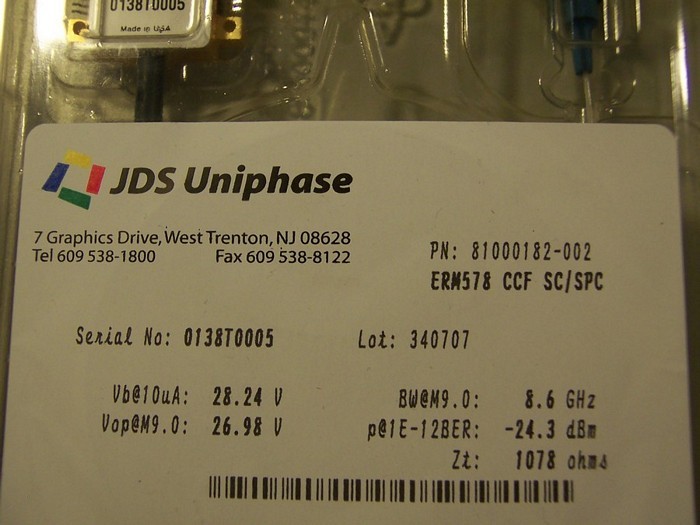 0138T0005
Made in USA
JDS Uniphase
7 Graphics Drive, West Trenton, NJ 08628
Tel 609 538-1800 Fax 609 538-8122
PN: 81000182-002
ERM578 CCF SC/SPC
Serial No: 0138T0005 Lot: 340707
Vb@10uA: 28.24 V BW@M9.0: 8.6 GHz
Vop@M9.0: 26.98 V p@1E-12BER: -24.3 dBm
Zt: 1078 ohms